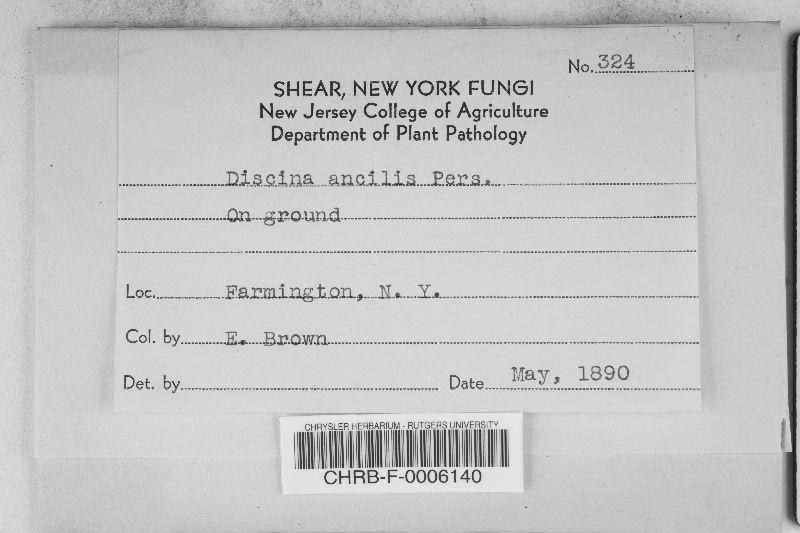 No. 324
SHEAR, NEW YORK FUNGI
New Jersey College of Agriculture
Department of Plant Pathology
Discina ancilis Pers.
On ground
Loc. Farmington, N. Y.
Col. by E. Brown
Det. by
Date May, 1890
CHRYSLER HERBARIUM - RUTGERS UNIVERSITY
CHRB-F-0006140